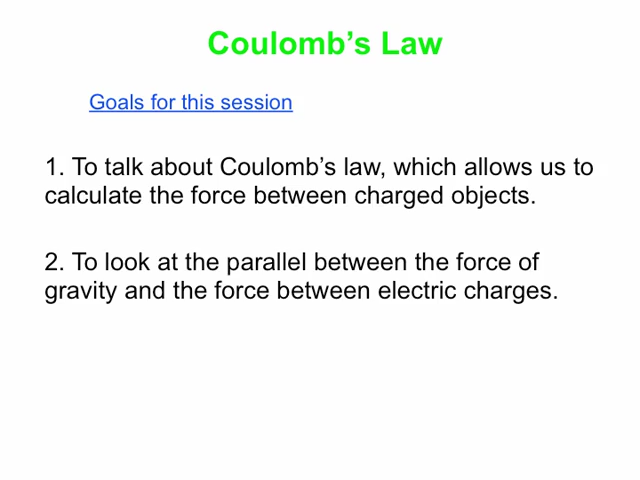 Coulomb’s Law
Goals for this session
1. To talk about Coulomb’s law, which allows us to
calculate the force between charged objects.
2. To look at the parallel between the force of
gravity and the force between electric charges.